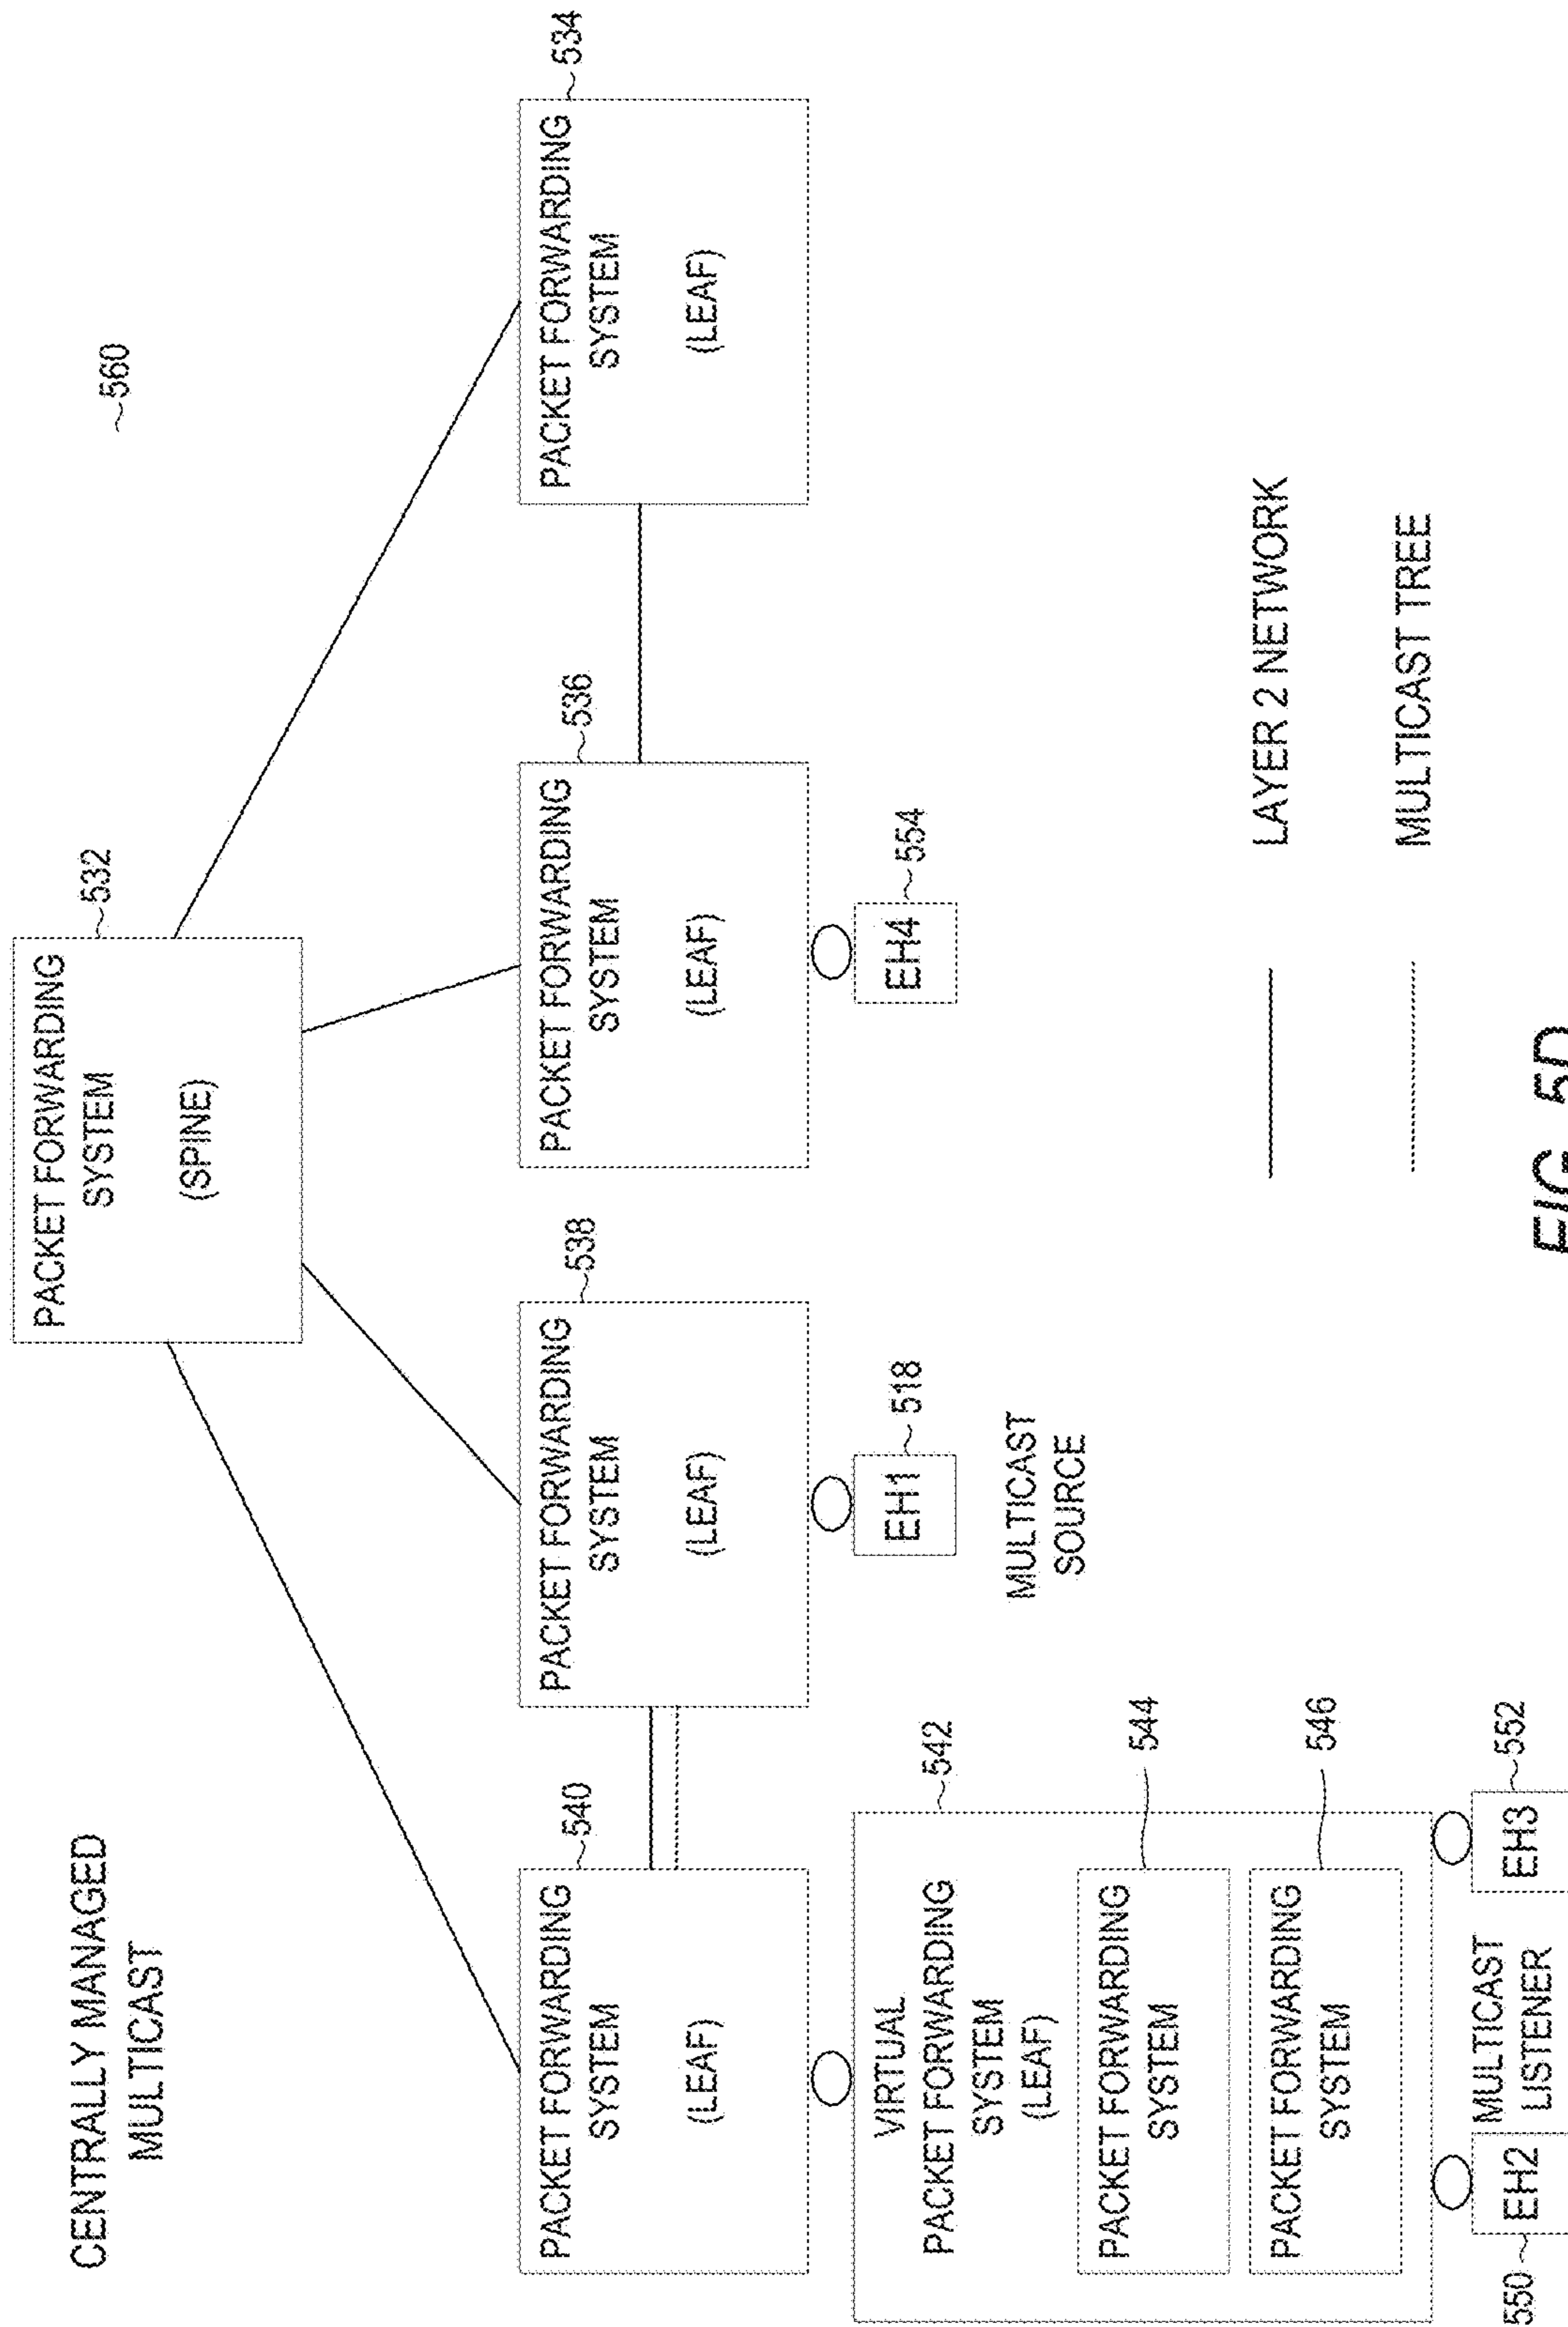 CENTRALLY MANAGED
MULTICAST
560
532
PACKET FORWARDING
SYSTEM
(SPINE)
540
PACKET FORWARDING
SYSTEM
(LEAF)
538
PACKET FORWARDING
SYSTEM
(LEAF)
536
PACKET FORWARDING
SYSTEM
(LEAF)
534
PACKET FORWARDING
SYSTEM
(LEAF)
542
VIRTUAL
PACKET FORWARDING
SYSTEM
(LEAF)
544
PACKET FORWARDING
SYSTEM
546
PACKET FORWARDING
SYSTEM
EH1
518
MULTICAST
SOURCE
EH4
554
550
EH2
MULTICAST
LISTENER
EH3
552
LAYER 2 NETWORK
MULTICAST TREE
FIG. 5D